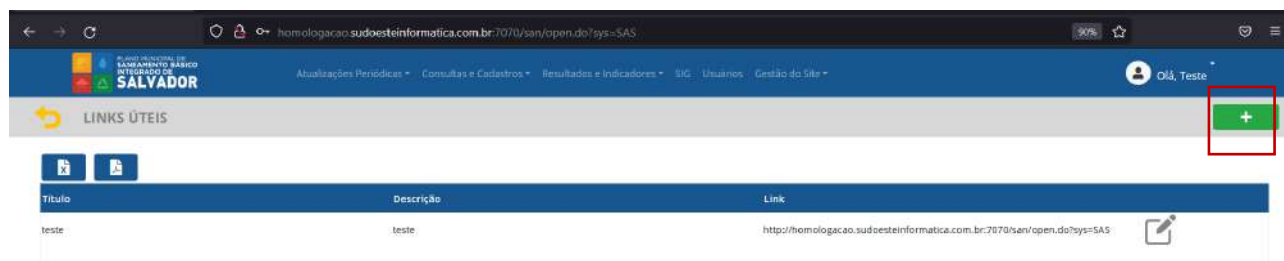 homologacao.sudoesteinformatica.com.br:7070/san/open.do?sys=SAS 90%
PLANO MUNICIPAL DE
SANEAMENTO BÁSICO
INTEGRADO DE
SALVADOR
Atualizações Periódicas Consultas e Cadastros Resultados e Indicadores SIG Usuários Gestão do Site Olá, Teste
LINKS ÚTEIS +
Título Descrição Link
teste teste http://homologacao.sudoesteinformatica.com.br:7070/san/open.do?sys=SAS